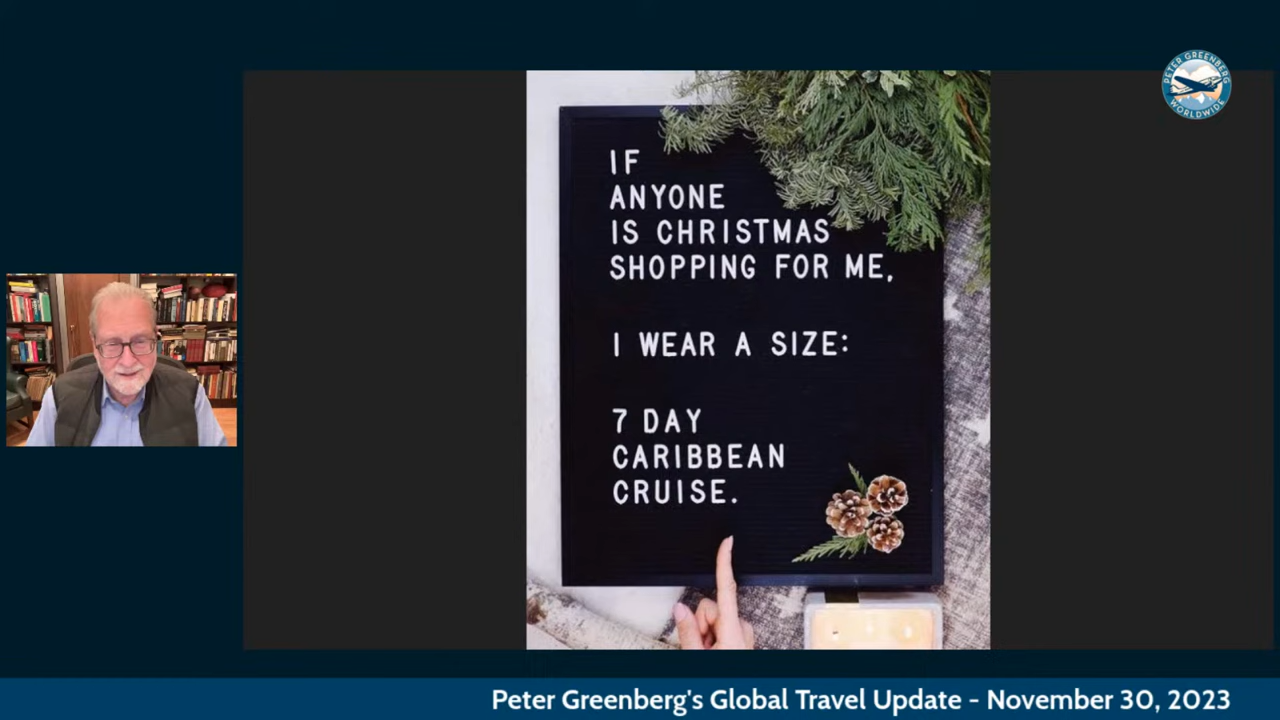 PETER GREENBERG
WORLDWIDE
IF
ANYONE
IS CHRISTMAS
SHOPPING FOR ME,
I WEAR A SIZE:
7 DAY
CARIBBEAN
CRUISE.
Peter Greenberg's Global Travel Update - November 30, 2023